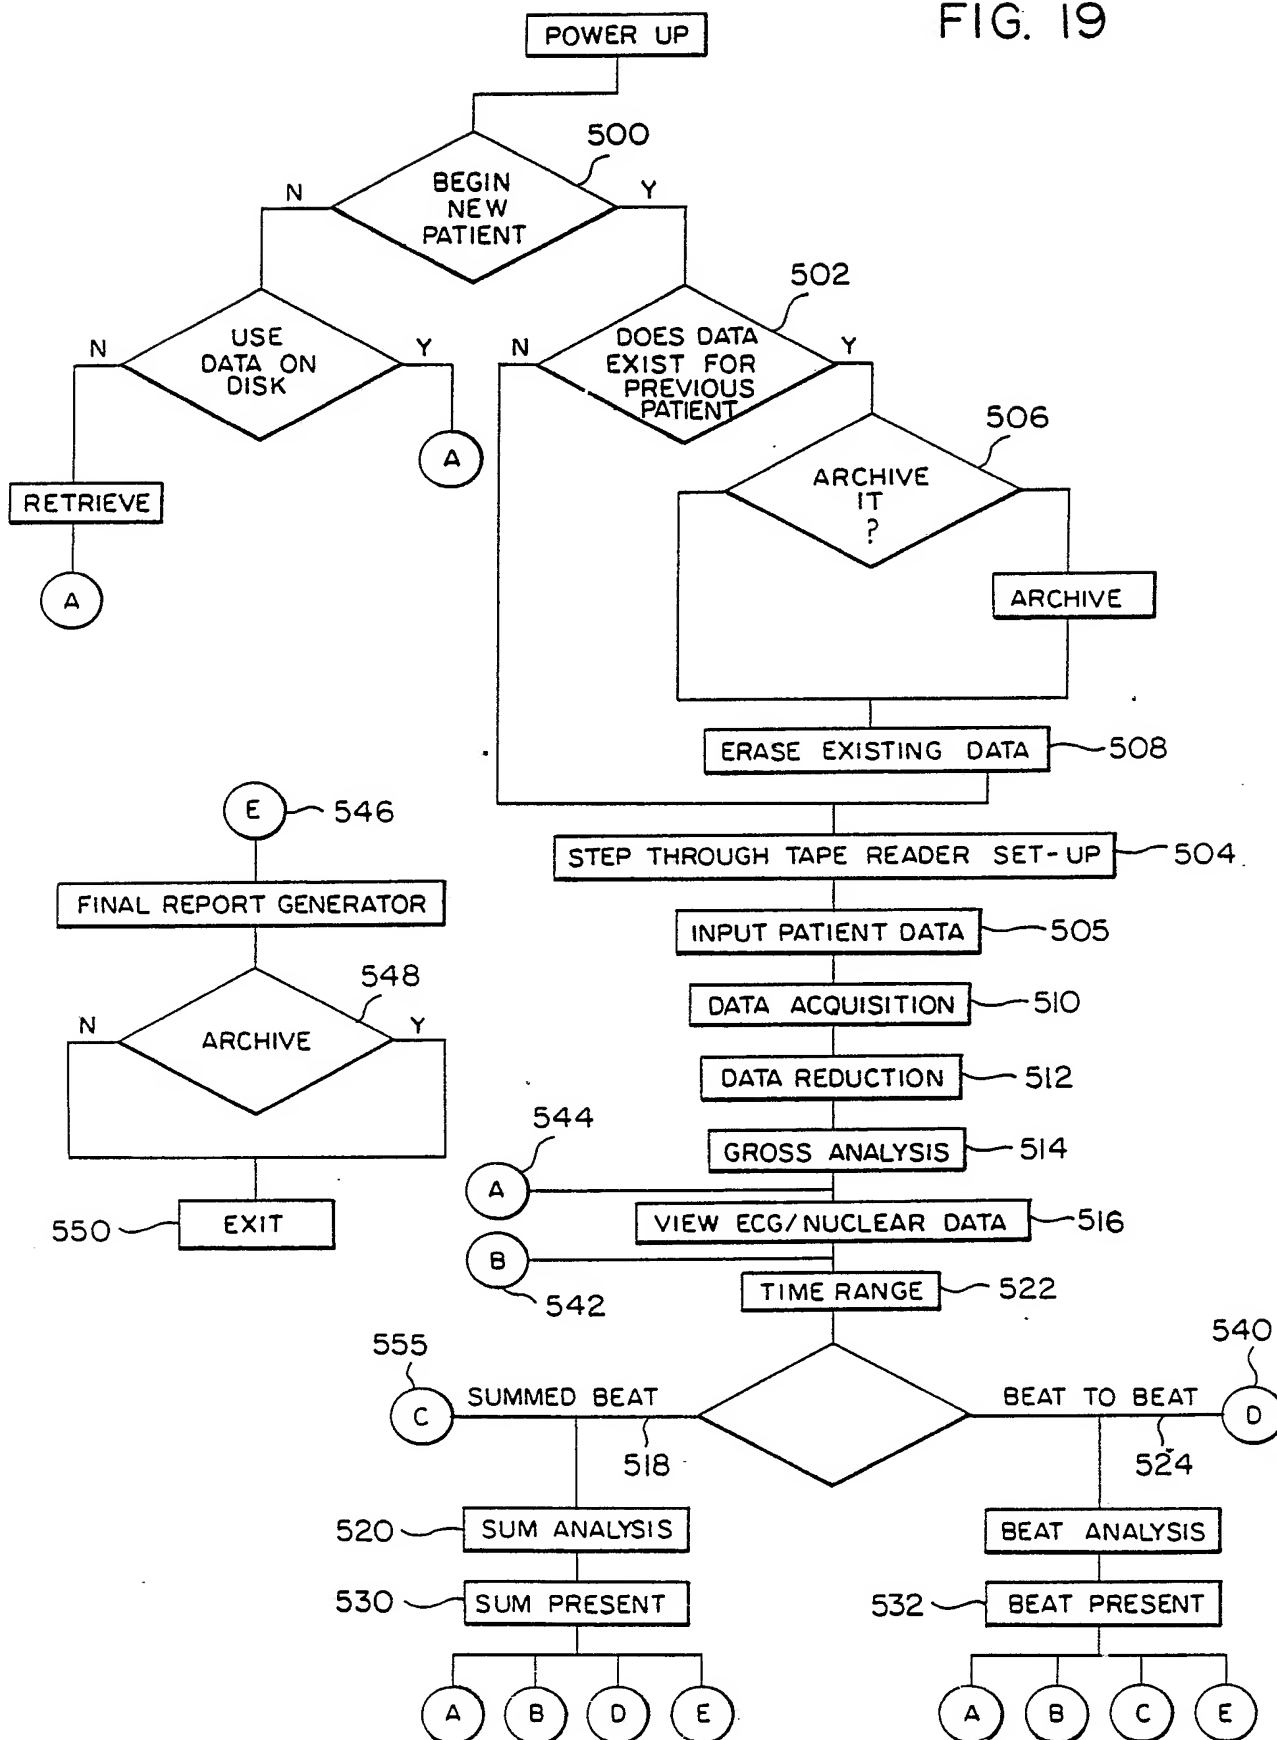 FIG. 19
POWER UP
500
BEGIN
NEW
PATIENT
N
Y
502
USE
DATA ON
DISK
N
Y
DOES DATA
EXIST FOR
PREVIOUS
PATIENT
N
Y
A
RETRIEVE
A
506
ARCHIVE
IT
?
ARCHIVE
ERASE EXISTING DATA
508
E
546
FINAL REPORT GENERATOR
548
ARCHIVE
N
Y
550
EXIT
STEP THROUGH TAPE READER SET-UP
504
INPUT PATIENT DATA
505
DATA ACQUISITION
510
DATA REDUCTION
512
GROSS ANALYSIS
514
544
A
VIEW ECG/NUCLEAR DATA
516
B
542
TIME RANGE
522
555
C
SUMMED BEAT
518
BEAT TO BEAT
524
540
D
520
SUM ANALYSIS
530
SUM PRESENT
A B D E
BEAT ANALYSIS
532
BEAT PRESENT
A B C E